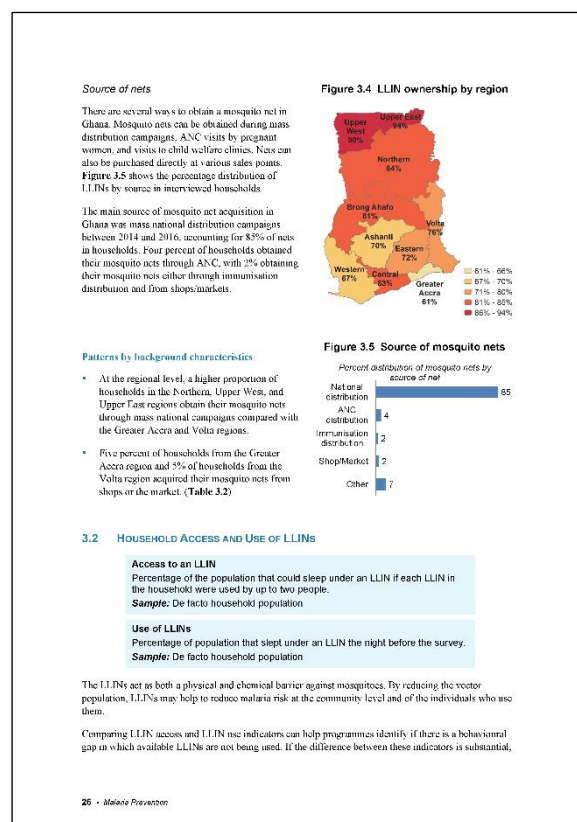 Source of nets
There are several ways to obtain a mosquito net in
Ghana. Mosquito nets can be obtained during mass
distribution campaigns, ANC visits by pregnant
women, and visits to child welfare clinics. Nets can
also be purchased directly at various sales points.
Figure 3.5 shows the percentage distribution of
LLINs by source in interviewed households.
The main source of mosquito net acquisition in
Ghana was mass national distribution campaigns
between 2014 and 2016, accounting for 85% of nets
in households. Four percent of households obtained
their mosquito nets through ANC, with 2% obtaining
their mosquito nets either through immunisation
distribution and from shops/markets.
Figure 3.4 LLIN ownership by region
Upper East
94%
Upper
West
90%
Northern
84%
Brong Ahafo
81%
Volta
76%
Ashanti
70%
Eastern
72%
Western
67%
Central
83%
Greater
Accra
61%
61% - 66%
67% - 70%
71% - 80%
81% - 85%
86% - 94%
Patterns by background characteristics
▪ At the regional level, a higher proportion of
households in the Northern, Upper West, and
Upper East regions obtain their mosquito nets
through mass national campaigns compared with
the Greater Accra and Volta regions.
▪ Five percent of households from the Greater
Accra region and 5% of households from the
Volta region acquired their mosquito nets from
shops or the market. (Table 3.2)
Figure 3.5 Source of mosquito nets
Percent distribution of mosquito nets by
source of net
National
distribution
85
ANC
distribution
4
Immunisation
distribution
2
Shop/Market
2
Other
7
3.2 HOUSEHOLD ACCESS AND USE OF LLINS
Access to an LLIN
Percentage of the population that could sleep under an LLIN if each LLIN in
the household were used by up to two people.
Sample: De facto household population
Use of LLINs
Percentage of population that slept under an LLIN the night before the survey.
Sample: De facto household population
The LLINs act as both a physical and chemical barrier against mosquitoes. By reducing the vector
population, LLINs may help to reduce malaria risk at the community level and of the individuals who use
them.
Comparing LLIN access and LLIN use indicators can help programmes identify if there is a behavioural
gap in which available LLINs are not being used. If the difference between these indicators is substantial,
26 • Malaria Prevention